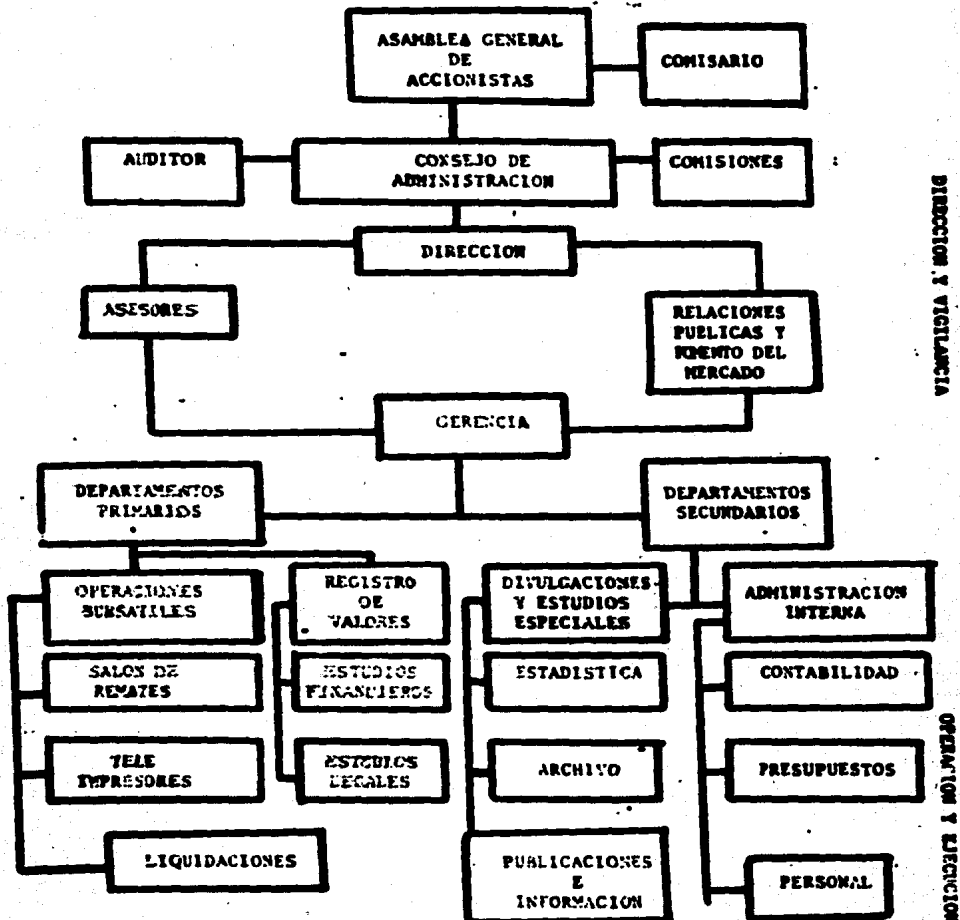 ASAMBLEA GENERAL
DE
ACCIONISTAS
COMISARIO
AUDITOR
CONSEJO DE
ADMINISTRACION
COMISIONES
DIRECCION
ASESORES
RELACIONES
PUBLICAS Y
FOMENTO DEL
MERCADO
GERENCIA
DEPARTAMENTOS
PRIMARIOS
DEPARTAMENTOS
SECUNDARIOS
OPERACIONES
BURSATILES
REGISTRO
DE
VALORES
DIVULGACIONES
Y ESTUDIOS
ESPECIALES
ADMINISTRACION
INTERNA
SALON DE
REMATES
ESTUDIOS
FINANCIEROS
ESTADISTICA
CONTABILIDAD
TELE
IMPRESORES
ESTUDIOS
LEGALES
ARCHIVO
PRESUPUESTOS
LIQUIDACIONES
PUBLICACIONES
E
INFORMACION
PERSONAL
DIRECCION Y VIGILANCIA
OPERACION Y EJECUCION